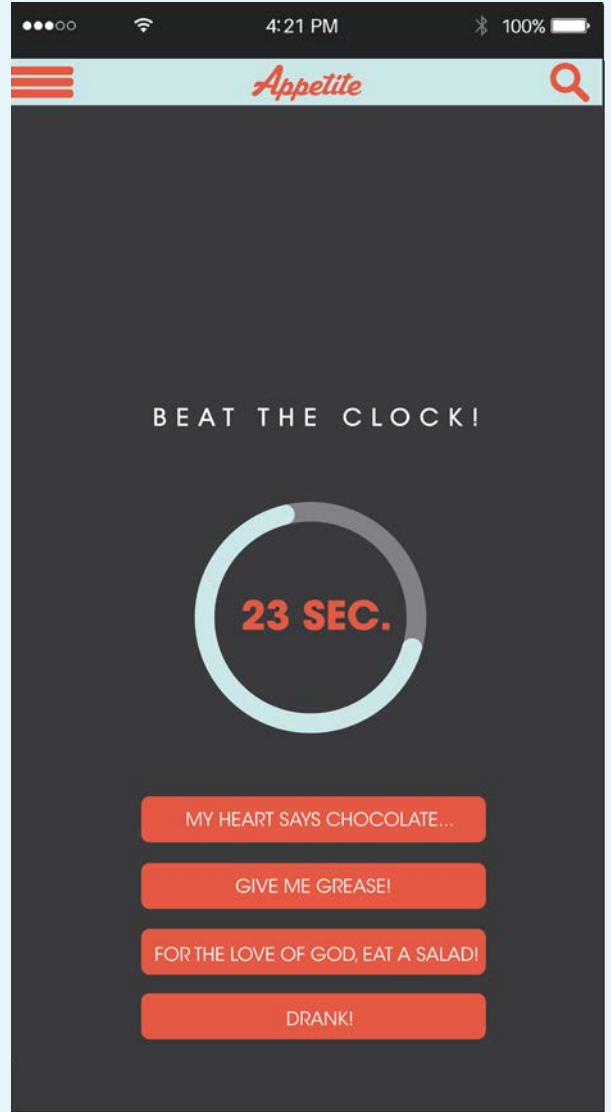 4:21 PM 100%
Appetite
BEAT THE CLOCK!
23 SEC.
MY HEART SAYS CHOCOLATE...
GIVE ME GREASE!
FOR THE LOVE OF GOD, EAT A SALAD!
DRANK!